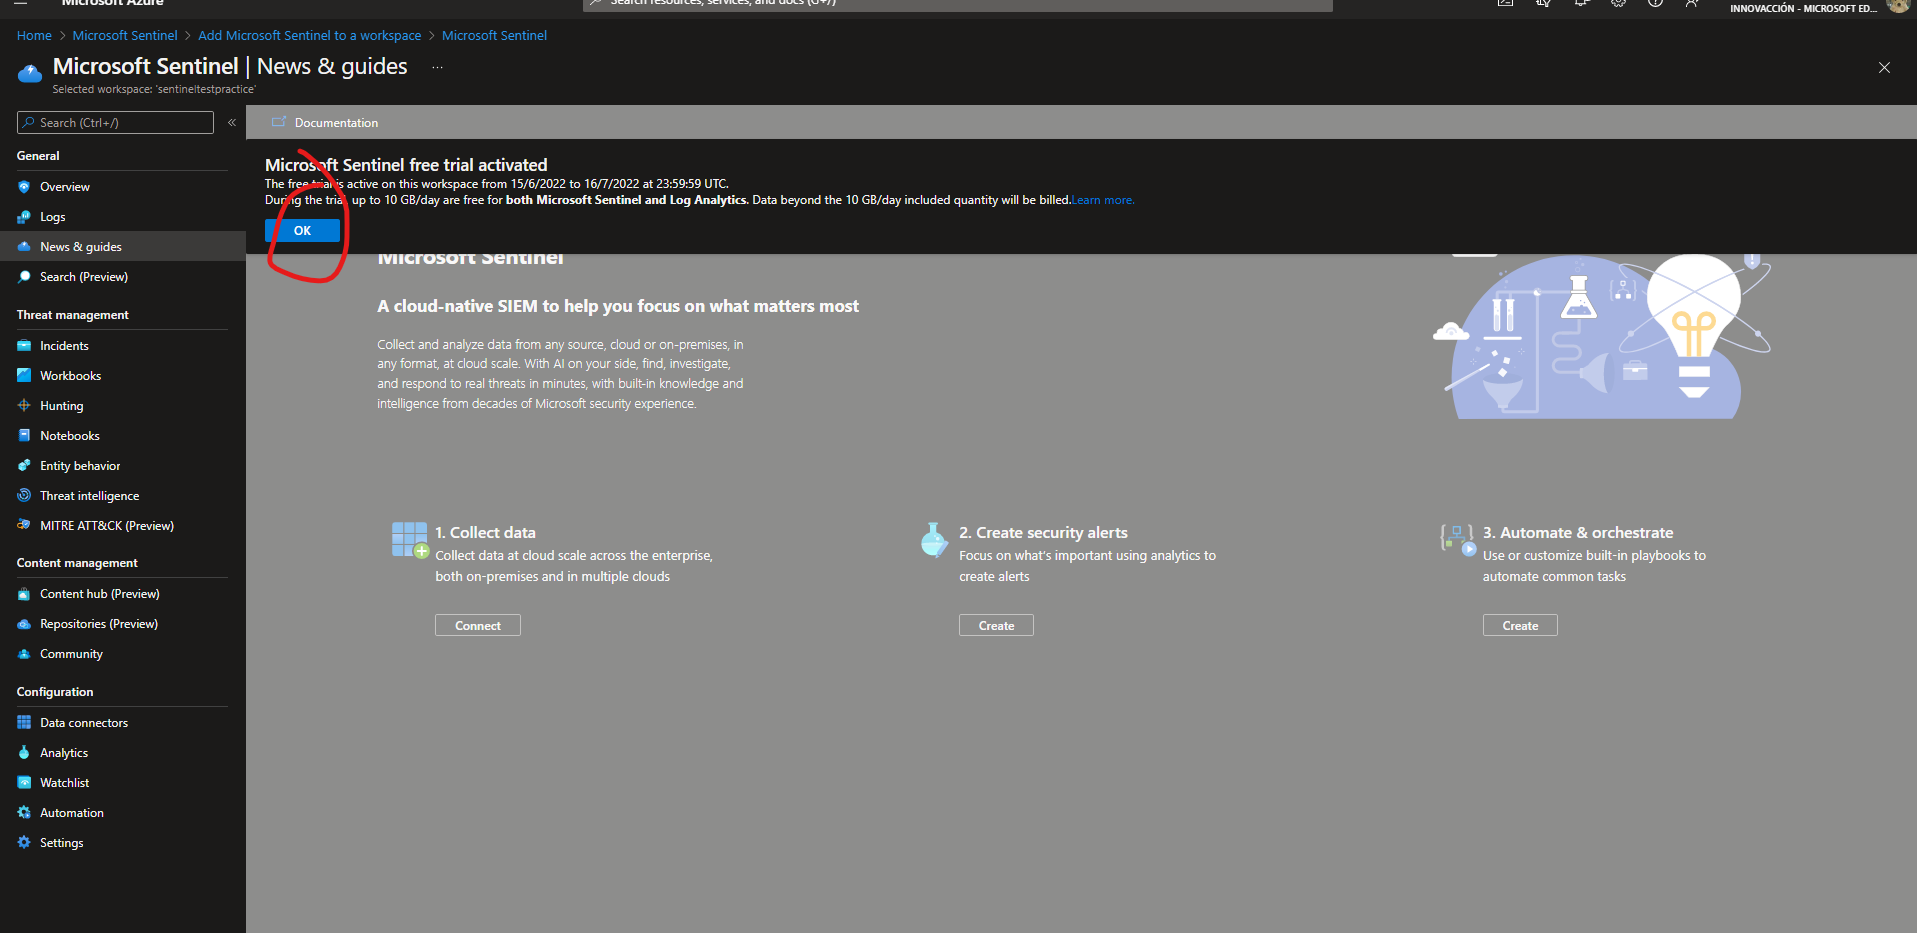 Microsoft Azure
Search resources, services, and docs (G+/)
INNOVACCIÓN - MICROSOFT ED...
Home > Microsoft Sentinel > Add Microsoft Sentinel to a workspace > Microsoft Sentinel
Microsoft Sentinel | News & guides ...
Selected workspace: 'sentineltestpractice'
Search (Ctrl+/)
«
General
Overview
Logs
News & guides
Search (Preview)
Threat management
Incidents
Workbooks
Hunting
Notebooks
Entity behavior
Threat intelligence
MITRE ATT&CK (Preview)
Content management
Content hub (Preview)
Repositories (Preview)
Community
Configuration
Data connectors
Analytics
Watchlist
Automation
Settings
Documentation
Microsoft Sentinel free trial activated
The free trial is active on this workspace from 15/6/2022 to 16/7/2022 at 23:59:59 UTC.
During the trial, up to 10 GB/day are free for both Microsoft Sentinel and Log Analytics. Data beyond the 10 GB/day included quantity will be billed.Learn more.
OK
Microsoft Sentinel
A cloud-native SIEM to help you focus on what matters most
Collect and analyze data from any source, cloud or on-premises, in
any format, at cloud scale. With AI on your side, find, investigate,
and respond to real threats in minutes, with built-in knowledge and
intelligence from decades of Microsoft security experience.
1. Collect data
Collect data at cloud scale across the enterprise,
both on-premises and in multiple clouds
Connect
2. Create security alerts
Focus on what's important using analytics to
create alerts
Create
3. Automate & orchestrate
Use or customize built-in playbooks to
automate common tasks
Create